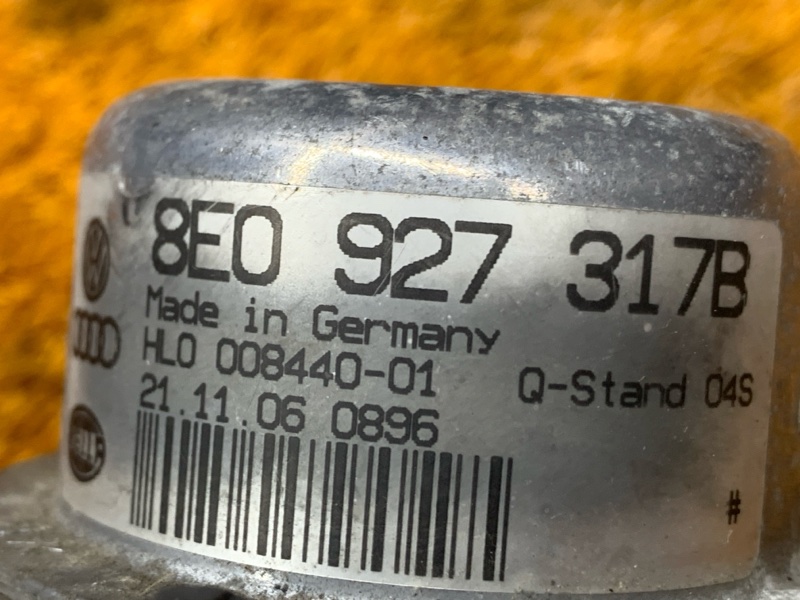 8E0 927 317B
Made in Germany
HL0 008440-01 Q-Stand 04S
21.11.06 0896
#